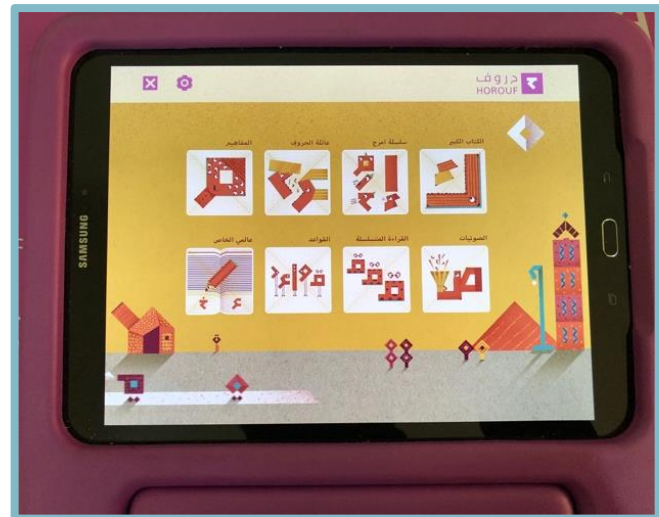 حروف
HOROUF
الكتاب الكبير
سلسلة امرح
عائلة الحروف
المفاهيم
الصوتيات
القراءة المتسلسلة
القواعد
عالمي الخاص
SAMSUNG